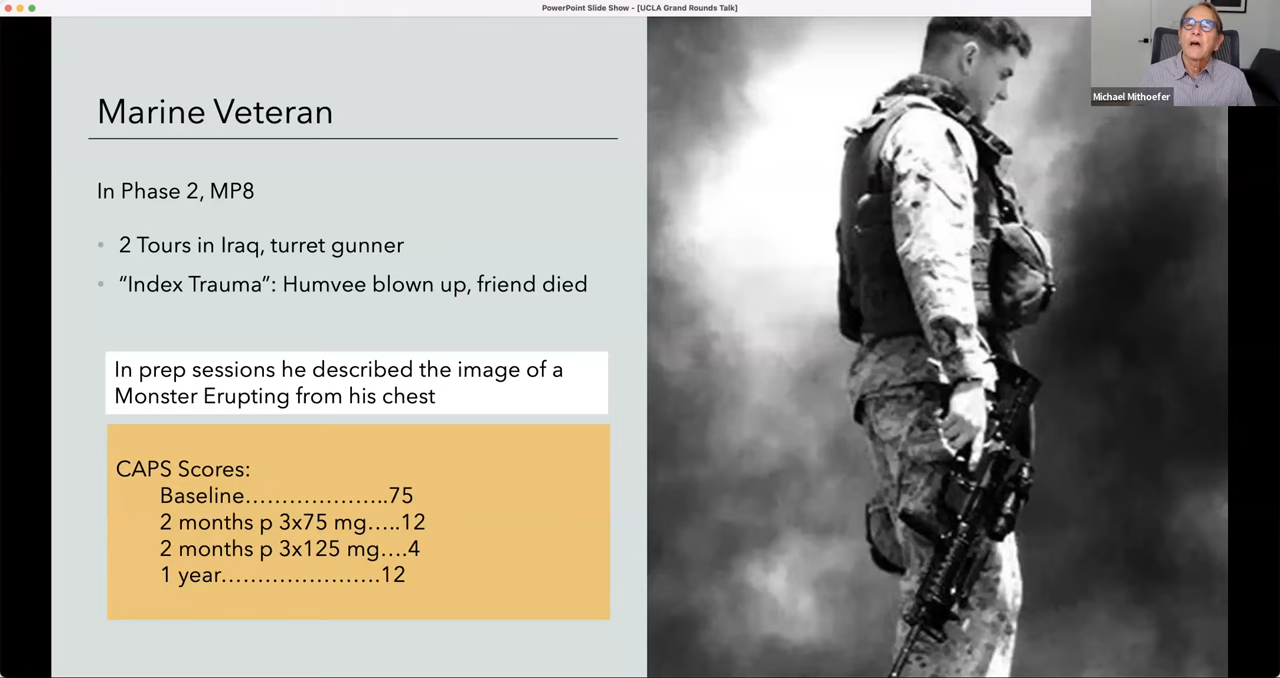 PowerPoint Slide Show - [UCLA Grand Rounds Talk]
Michael Mithoefer
Marine Veteran
In Phase 2, MP8
• 2 Tours in Iraq, turret gunner
• “Index Trauma”: Humvee blown up, friend died
In prep sessions he described the image of a
Monster Erupting from his chest
CAPS Scores:
Baseline………………..75
2 months p 3x75 mg…..12
2 months p 3x125 mg….4
1 year………………….12